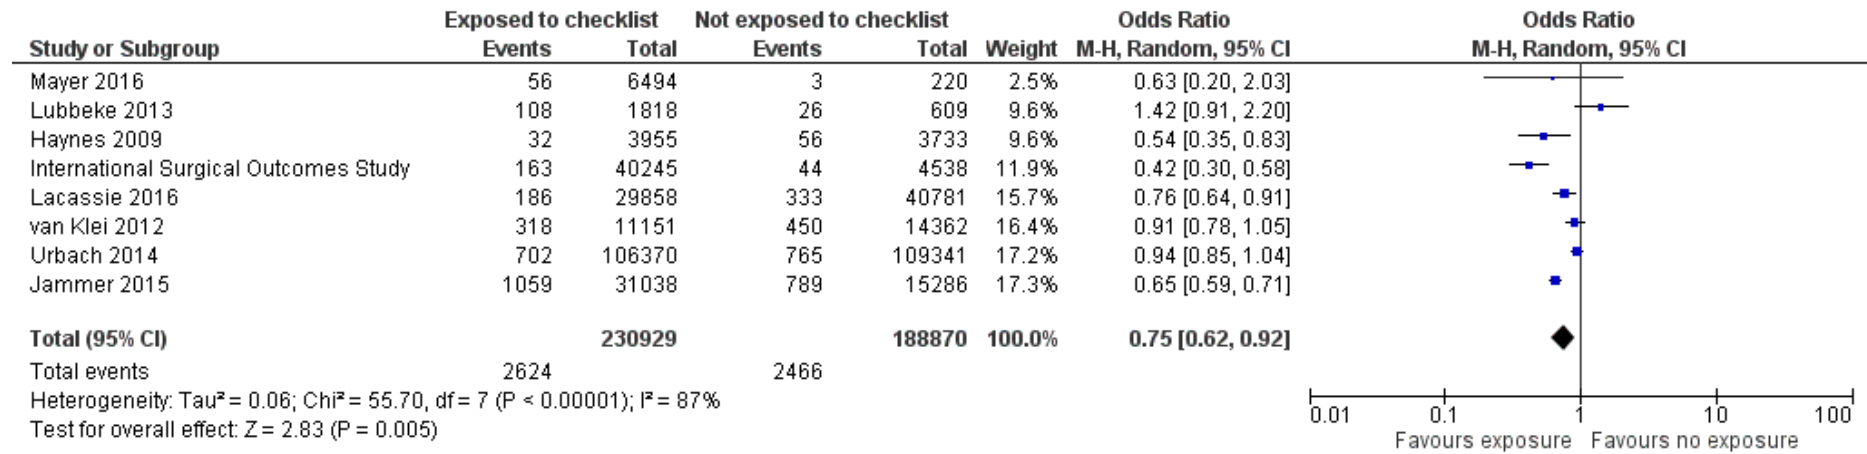 Exposed to checklist Not exposed to checklist Odds Ratio Odds Ratio
Study or Subgroup Events Total Events Total Weight M-H, Random, 95% CI M-H, Random, 95% CI
Mayer 2016 56 6494 3 220 2.5% 0.63 [0.20, 2.03]
Lubbeke 2013 108 1818 26 609 9.6% 1.42 [0.91, 2.20]
Haynes 2009 32 3955 56 3733 9.6% 0.54 [0.35, 0.83]
International Surgical Outcomes Study 163 40245 44 4538 11.9% 0.42 [0.30, 0.58]
Lacassie 2016 186 29858 333 40781 15.7% 0.76 [0.64, 0.91]
van Klei 2012 318 11151 450 14362 16.4% 0.91 [0.78, 1.05]
Urbach 2014 702 106370 765 109341 17.2% 0.94 [0.85, 1.04]
Jammer 2015 1059 31038 789 15286 17.3% 0.65 [0.59, 0.71]
Total (95% CI) 230929 188870 100.0% 0.75 [0.62, 0.92]
Total events 2624 2466
Heterogeneity: Tau² = 0.06; Chi² = 55.70, df = 7 (P < 0.00001); I² = 87%
Test for overall effect: Z = 2.83 (P = 0.005)
0.01 0.1 1 10 100
Favours exposure Favours no exposure